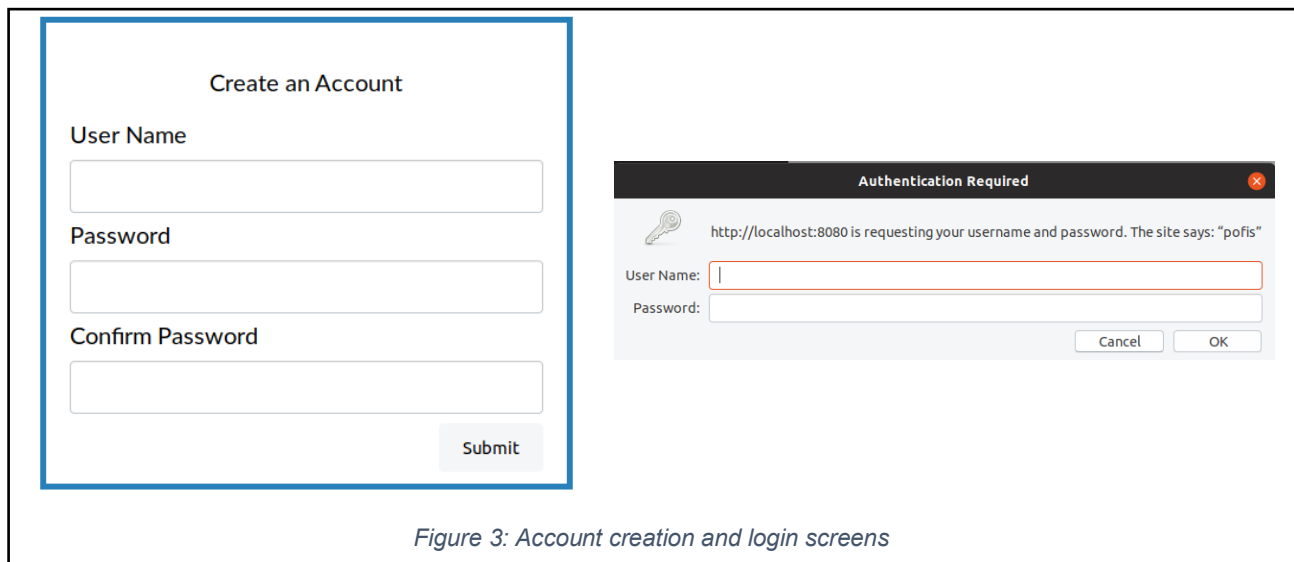 Create an Account
User Name
Password
Confirm Password
Submit
Authentication Required
http://localhost:8080 is requesting your username and password. The site says: “pofis”
User Name:
Password:
Cancel OK
Figure 3: Account creation and login screens